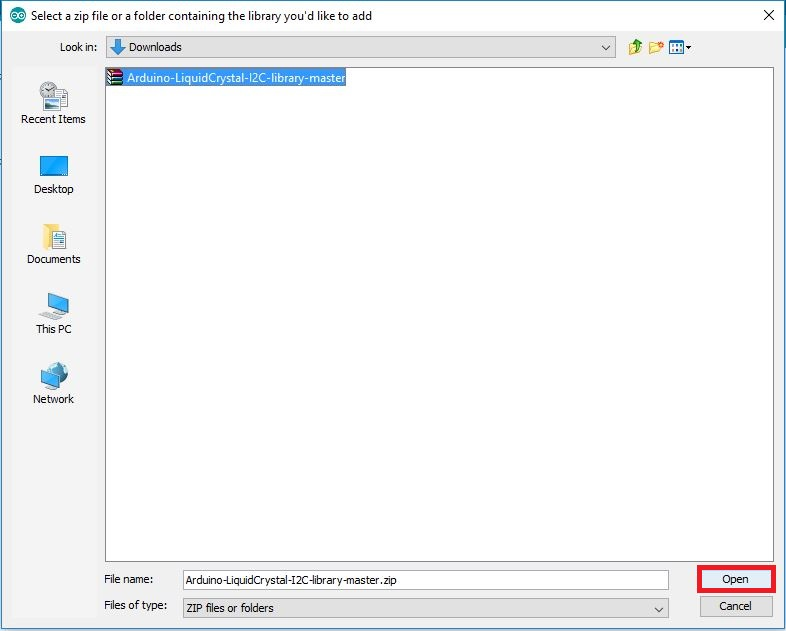 Select a zip file or a folder containing the library you'd like to add
Look in: Downloads
Arduino-LiquidCrystal-I2C-library-master
Recent Items
Desktop
Documents
This PC
Network
File name: Arduino-LiquidCrystal-I2C-library-master.zip Open
Files of type: ZIP files or folders Cancel